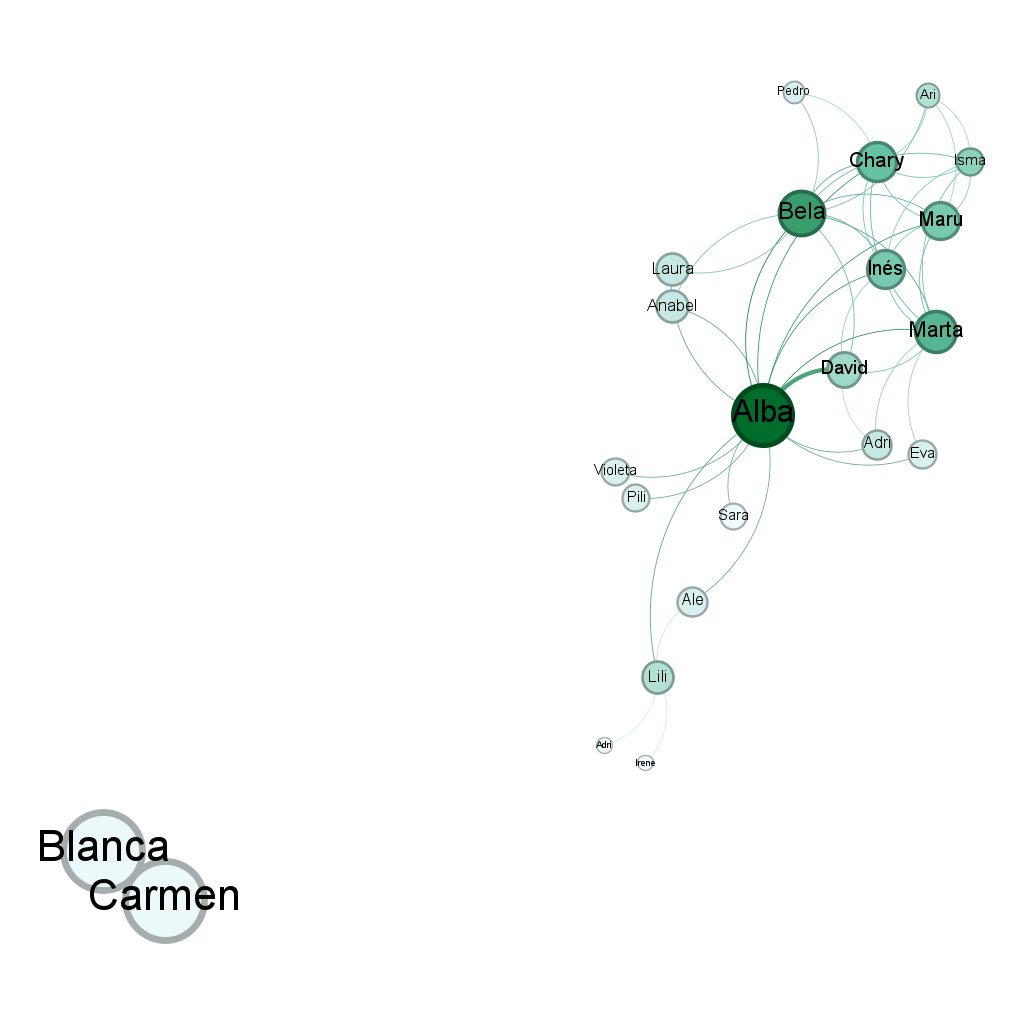 Pedro
Ari
Chary
Isma
Bela
Maru
Laura
Inés
Anabel
Marta
David
Alba
Adri
Eva
Violeta
Pili
Sara
Ale
Lili
Adri
Irene
Blanca
Carmen